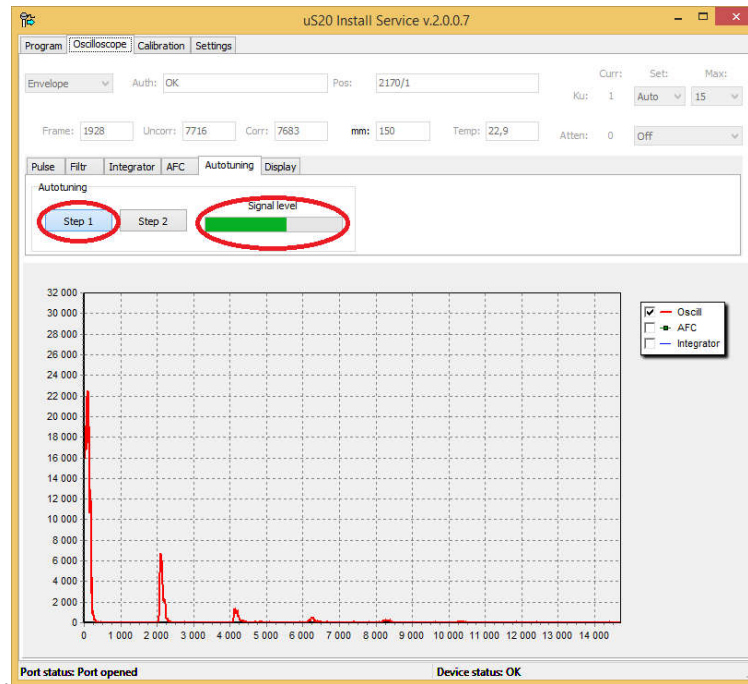 uS20 Install Service v.2.0.0.7
Program Oscilloscope Calibration Settings
Curr: Set: Max:
Envelope Auth: OK Pos: 2170/1
Ku: 1 Auto 15
Frame: 1928 Uncorr: 7716 Corr: 7683 mm: 150 Temp: 22,9 Atten: 0 Off
Pulse Filtr Integrator AFC Autotuning Display
Autotuning
Signal level
Step 1 Step 2
32 000
30 000
28 000
26 000
24 000
22 000
20 000
18 000
16 000
14 000
12 000
10 000
8 000
6 000
4 000
2 000
0
0 1 000 2 000 3 000 4 000 5 000 6 000 7 000 8 000 9 000 10 000 11 000 12 000 13 000 14 000
Oscill
AFC
Integrator
Port status: Port opened Device status: OK